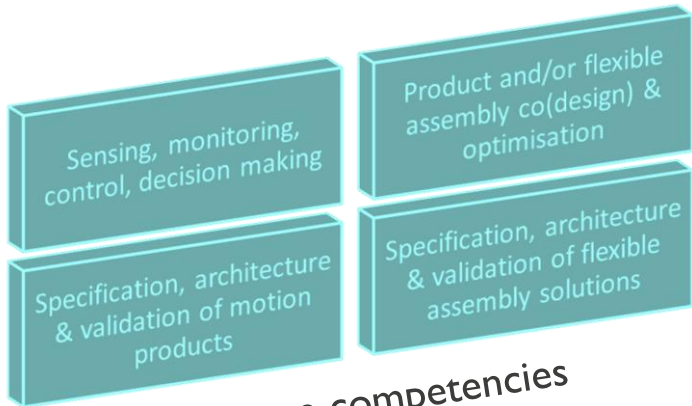 Sensing, monitoring,
control, decision making
Product and/or flexible
assembly co(design) &
optimisation
Specification, architecture
& validation of motion
products
Specification, architecture
& validation of flexible
assembly solutions
competencies